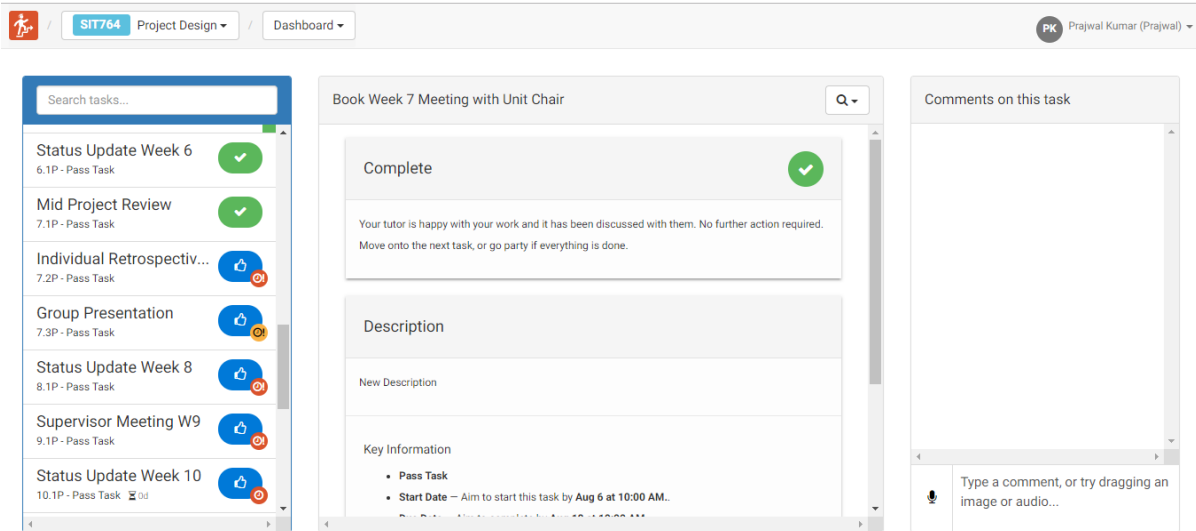 / SIT764 Project Design / Dashboard
PK Prajwal Kumar (Prajwal)
Search tasks...
Status Update Week 6
6.1P - Pass Task
Mid Project Review
7.1P - Pass Task
Individual Retrospectiv...
7.2P - Pass Task
Group Presentation
7.3P - Pass Task
Status Update Week 8
8.1P - Pass Task
Supervisor Meeting W9
9.1P - Pass Task
Status Update Week 10
10.1P - Pass Task 0d
Book Week 7 Meeting with Unit Chair
Complete
Your tutor is happy with your work and it has been discussed with them. No further action required.
Move onto the next task, or go party if everything is done.
Description
New Description
Key Information
• Pass Task
• Start Date — Aim to start this task by Aug 6 at 10:00 AM..
Comments on this task
Type a comment, or try dragging an
image or audio...